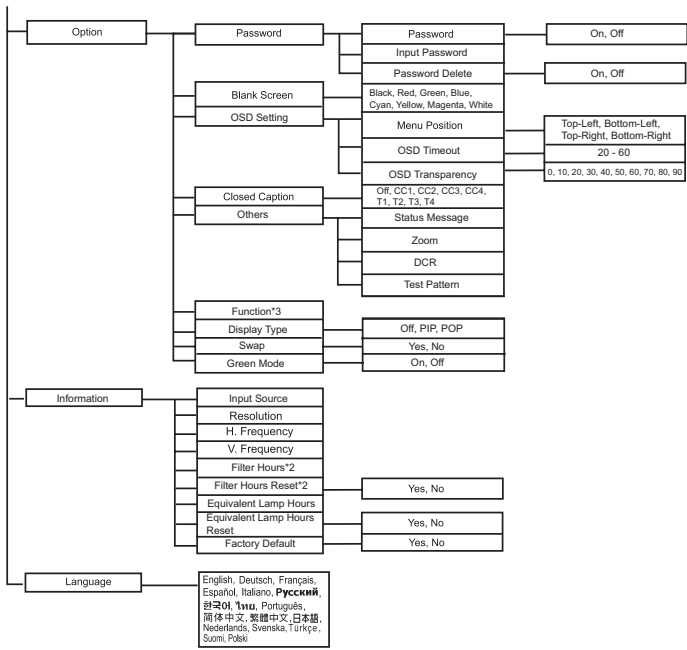 Option
Password
Password
On, Off
Input Password
Password Delete
On, Off
Blank Screen
Black, Red, Green, Blue,
Cyan, Yellow, Magenta, White
OSD Setting
Menu Position
Top-Left, Bottom-Left,
Top-Right, Bottom-Right
OSD Timeout
20 - 60
OSD Transparency
0, 10, 20, 30, 40, 50, 60, 70, 80, 90
Closed Caption
Off, CC1, CC2, CC3, CC4,
T1, T2, T3, T4
Others
Status Message
Zoom
DCR
Test Pattern
Function*3
Display Type
Off, PIP, POP
Swap
Yes, No
Green Mode
On, Off
Information
Input Source
Resolution
H. Frequency
V. Frequency
Filter Hours*2
Filter Hours Reset*2
Yes, No
Equivalent Lamp Hours
Equivalent Lamp Hours
Reset
Yes, No
Factory Default
Yes, No
Language
English, Deutsch, Français,
Español, Italiano, Русский,
한국어, ไทย, Português,
简体中文, 繁體中文, 日本語,
Nederlands, Svenska, Türkçe,
Suomi, Polski